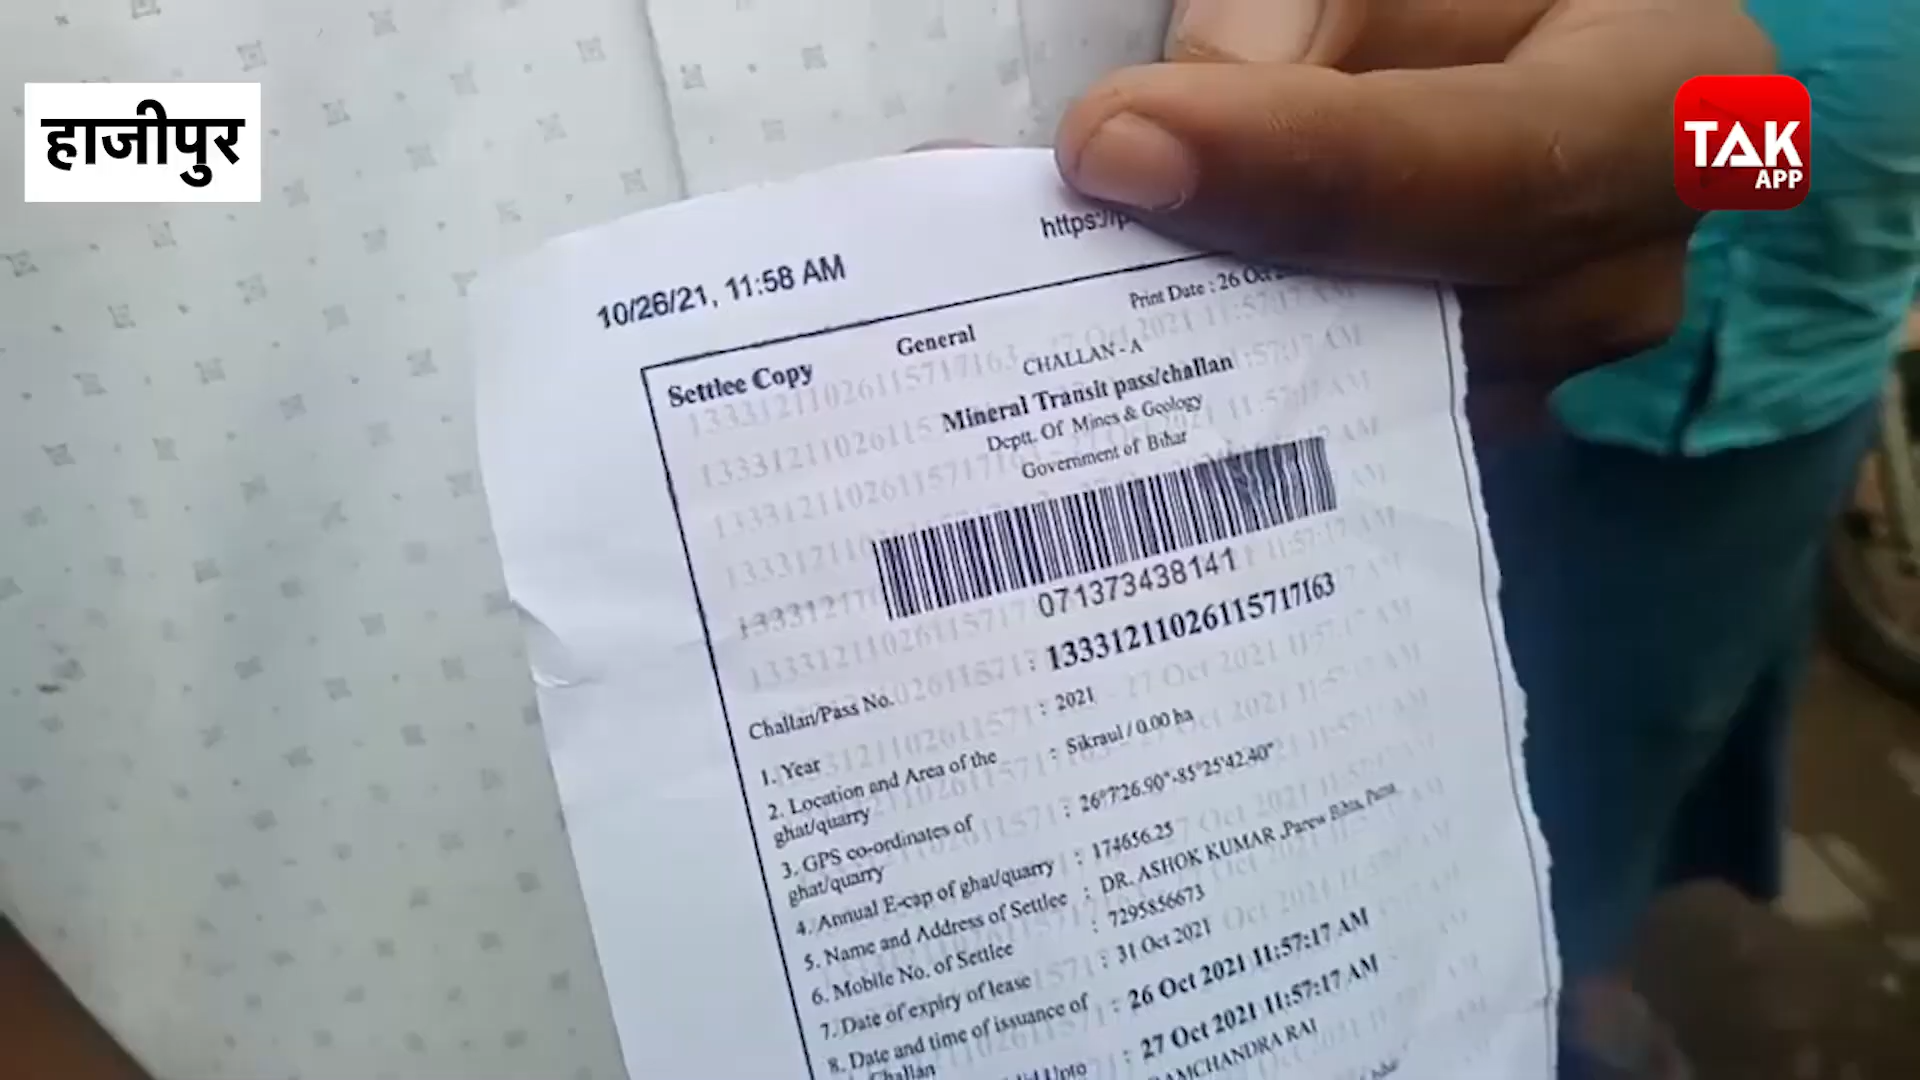 हाजीपुर
TAK
APP
10/26/21, 11:58 AM
https://p
Print Date : 26
Settlee Copy
General
CHALLAN - A
Mineral Transit pass/challan
Deptt. Of Mines & Geology
Government of Bihar
071373438141
Challan/Pass No. : 1333121102611571​7163
1. Year : 2021
2. Location and Area of the : Sikraul / 0.00 ha
ghat/quarry
3. GPS co-ordinates of : 26°7'26.90"-85°25'42.40"
ghat/quarry
4. Annual E-cap of ghat/quarry : 174656.25
5. Name and Address of Settlee : DR. ASHOK KUMAR ,Parew Bihta, Patna
6. Mobile No. of Settlee : 7295856673
7. Date of expiry of lease : 31 Oct 2021
8. Date and time of issuance of : 26 Oct 2021 11:57:17 AM
Challan
Upto : 27 Oct 2021 11:57:17 AM
RAI